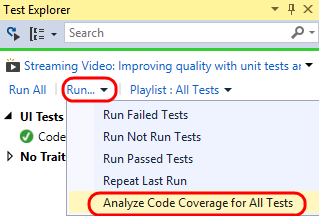 Test Explorer
Search
Streaming Video: Improving quality with unit tests
Run All | Run... | Playlist : All Tests
UI Tests
Code
No Trait
Run Failed Tests
Run Not Run Tests
Run Passed Tests
Repeat Last Run
Analyze Code Coverage for All Tests